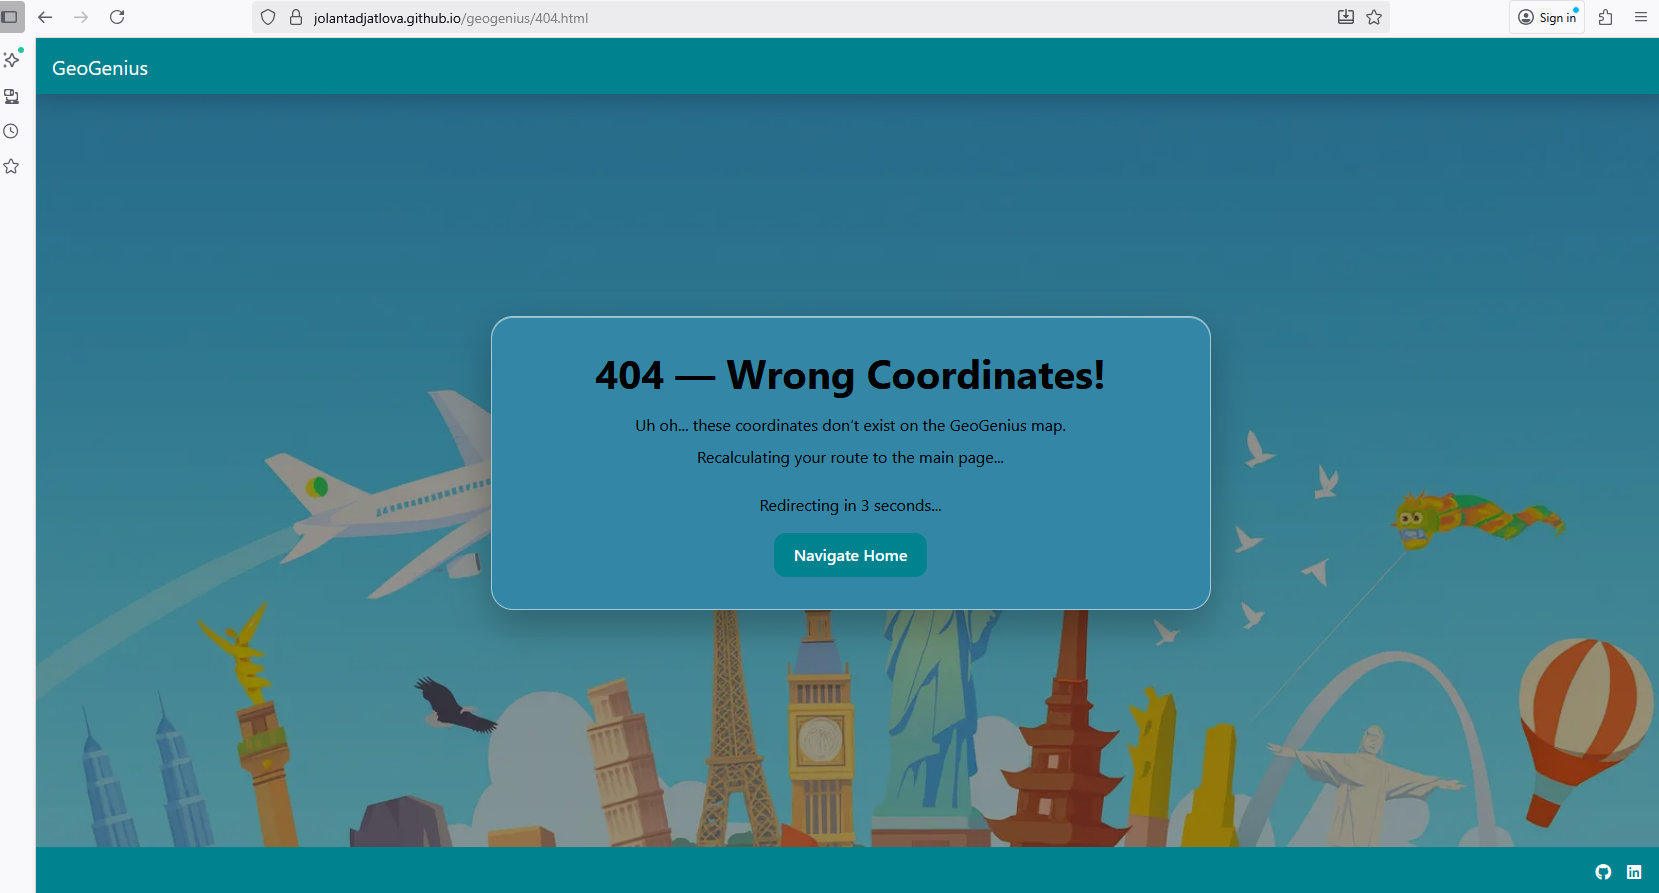 jolantadjatlova.github.io/geogenius/404.html
Sign in
GeoGenius
404 — Wrong Coordinates!
Uh oh... these coordinates don’t exist on the GeoGenius map.
Recalculating your route to the main page...
Redirecting in 3 seconds...
Navigate Home